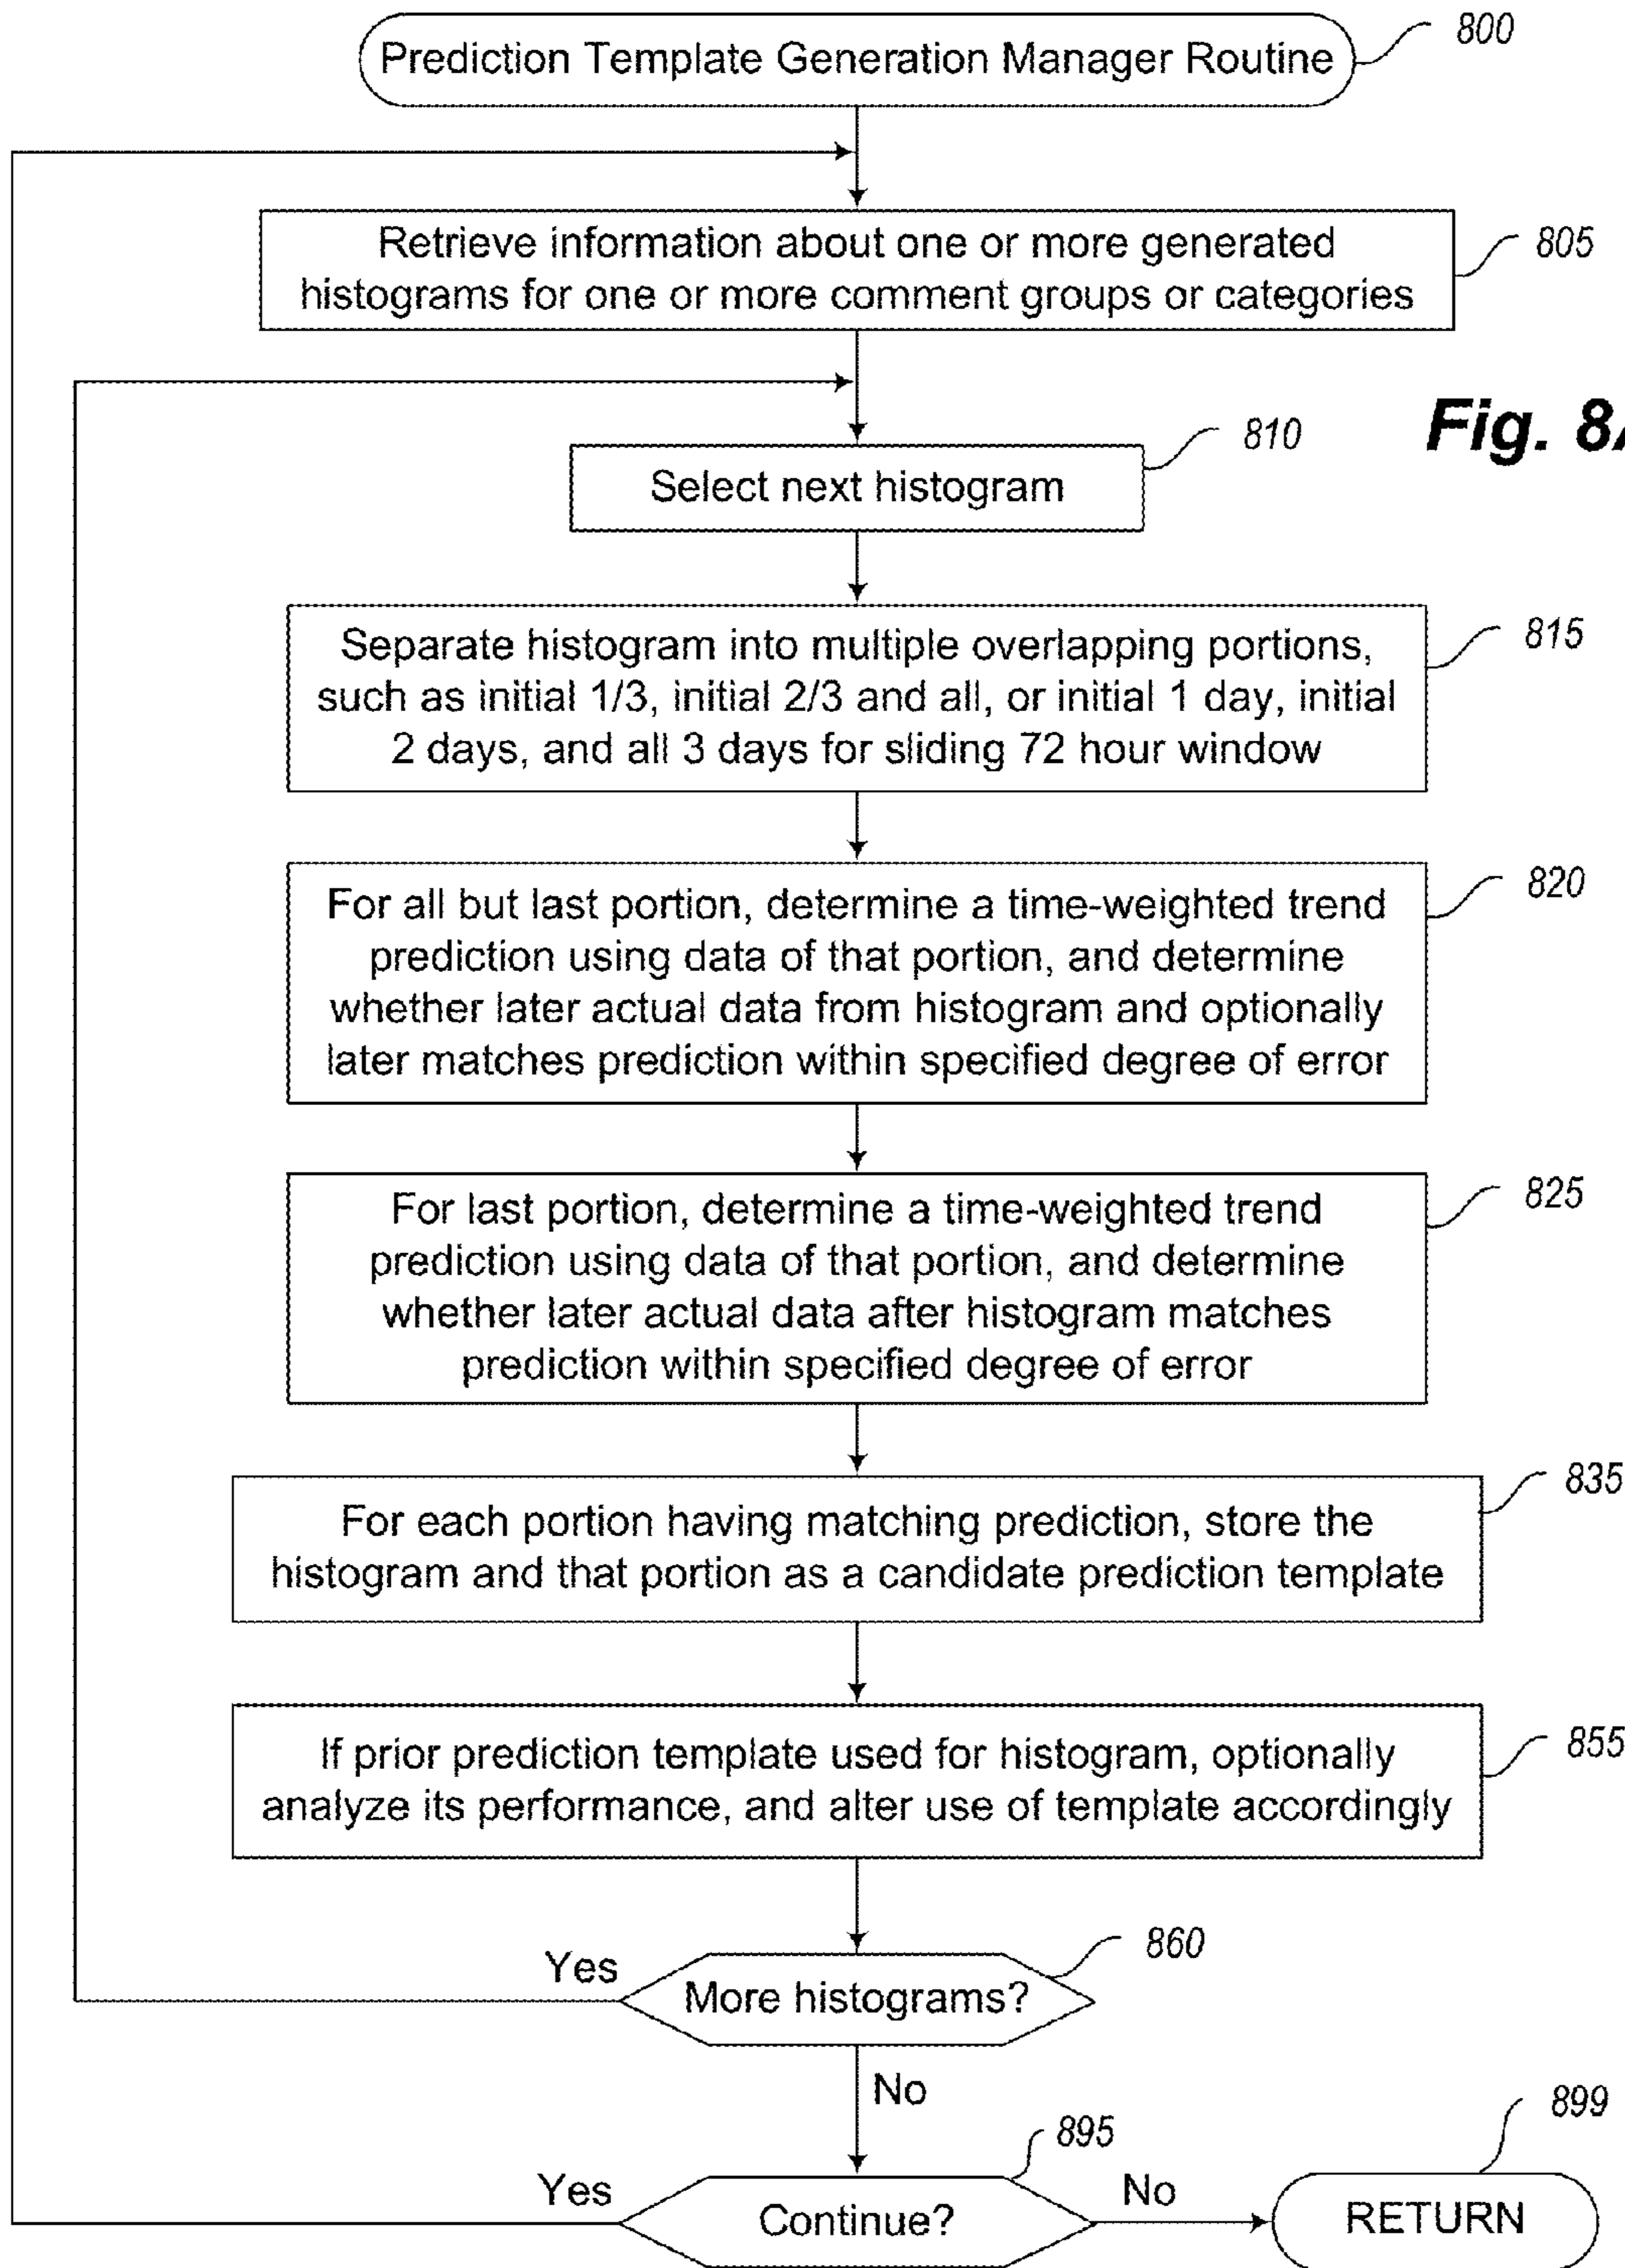 Prediction Template Generation Manager Routine
800
Retrieve information about one or more generated
histograms for one or more comment groups or categories
805
Fig. 8A
Select next histogram
810
Separate histogram into multiple overlapping portions,
such as initial 1/3, initial 2/3 and all, or initial 1 day, initial
2 days, and all 3 days for sliding 72 hour window
815
For all but last portion, determine a time-weighted trend
prediction using data of that portion, and determine
whether later actual data from histogram and optionally
later matches prediction within specified degree of error
820
For last portion, determine a time-weighted trend
prediction using data of that portion, and determine
whether later actual data after histogram matches
prediction within specified degree of error
825
For each portion having matching prediction, store the
histogram and that portion as a candidate prediction template
835
If prior prediction template used for histogram, optionally
analyze its performance, and alter use of template accordingly
855
Yes
More histograms?
860
No
Yes
Continue?
895
No
RETURN
899